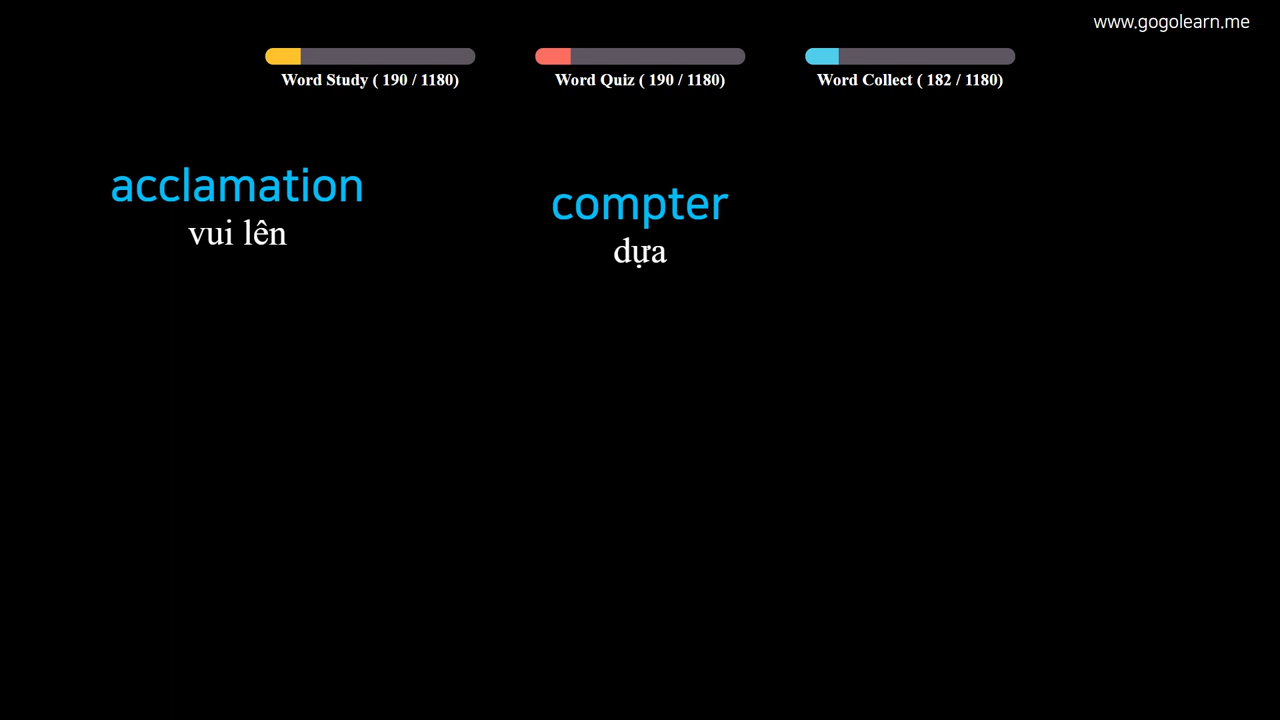 www.gogolearn.me
Word Study ( 190 / 1180)
Word Quiz ( 190 / 1180)
Word Collect ( 182 / 1180)
acclamation
vui lên
compter
dựa